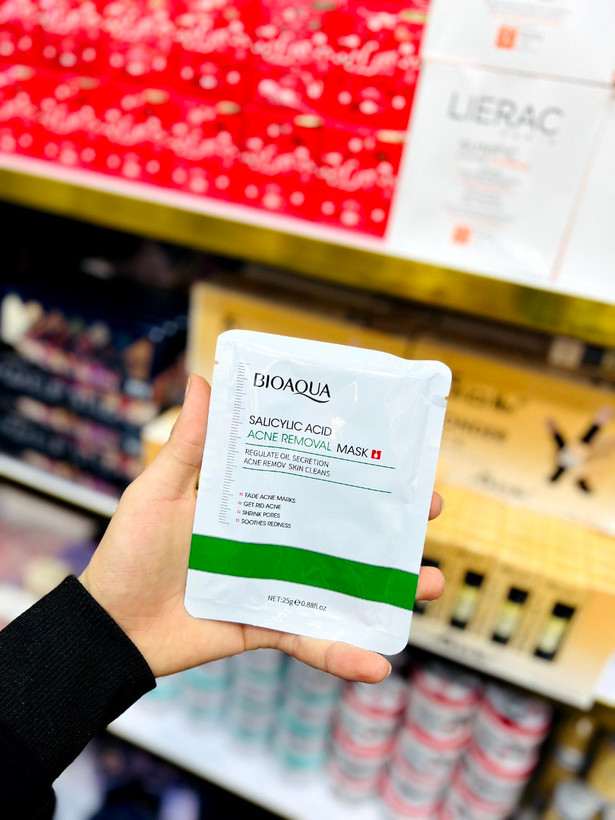 LIERAC
BIOAQUA
SALICYLIC ACID
ACNE REMOVAL MASK
REGULATE OIL SECRETION
ACNE REMOV SKIN CLEANS
FADE ACNE MARKS
GET RID ACNE
SHRINK PORES
SOOTHES REDNESS
NET:25g ℮ 0.88fl.oz